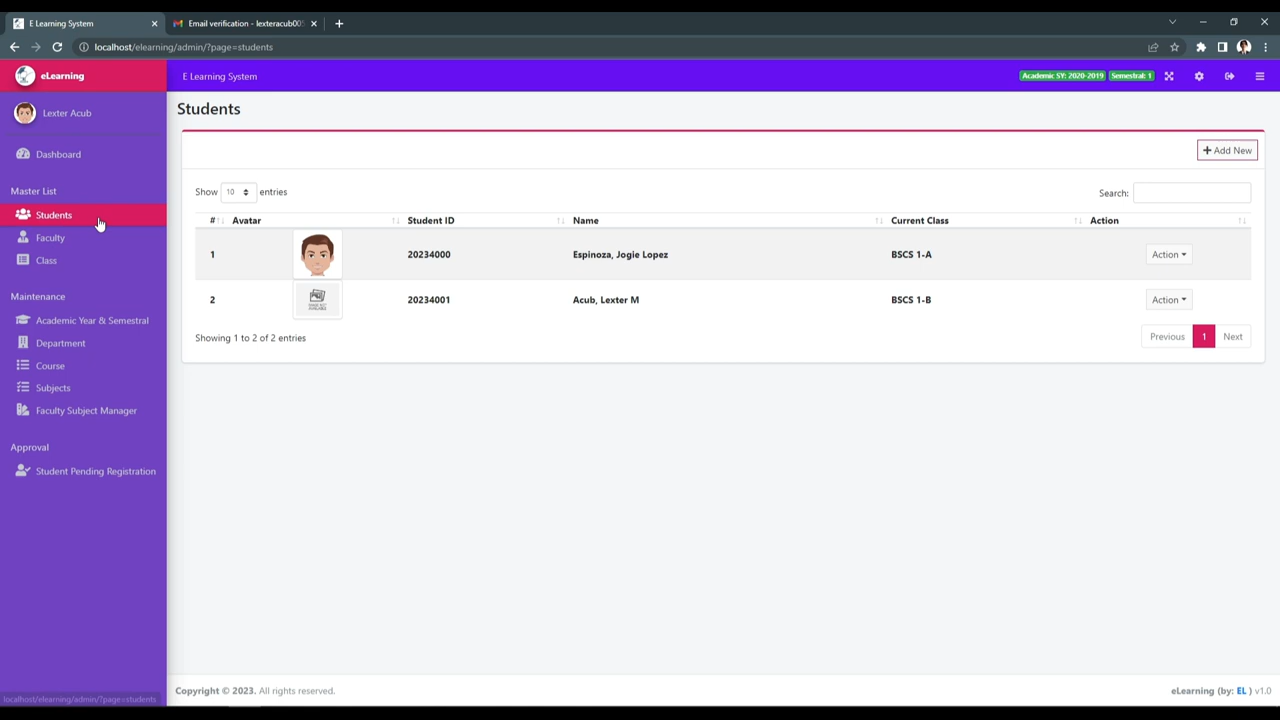 E Learning System
Email verification - lexteracub005
localhost/elearning/admin/?page=students
eLearning
E Learning System
Academic SY: 2020-2019
Semestral: 1
Lexter Acub
Dashboard
Master List
Students
Faculty
Class
Maintenance
Academic Year & Semestral
Department
Course
Subjects
Faculty Subject Manager
Approval
Student Pending Registration
Students
+ Add New
Show 10 entries
Search:
# Avatar Student ID Name Current Class Action
1 20234000 Espinoza, Jogie Lopez BSCS 1-A Action
2 20234001 Acub, Lexter M BSCS 1-B Action
Showing 1 to 2 of 2 entries
Previous 1 Next
localhost/elearning/admin/?page=students
Copyright © 2023. All rights reserved.
eLearning (by: EL ) v1.0